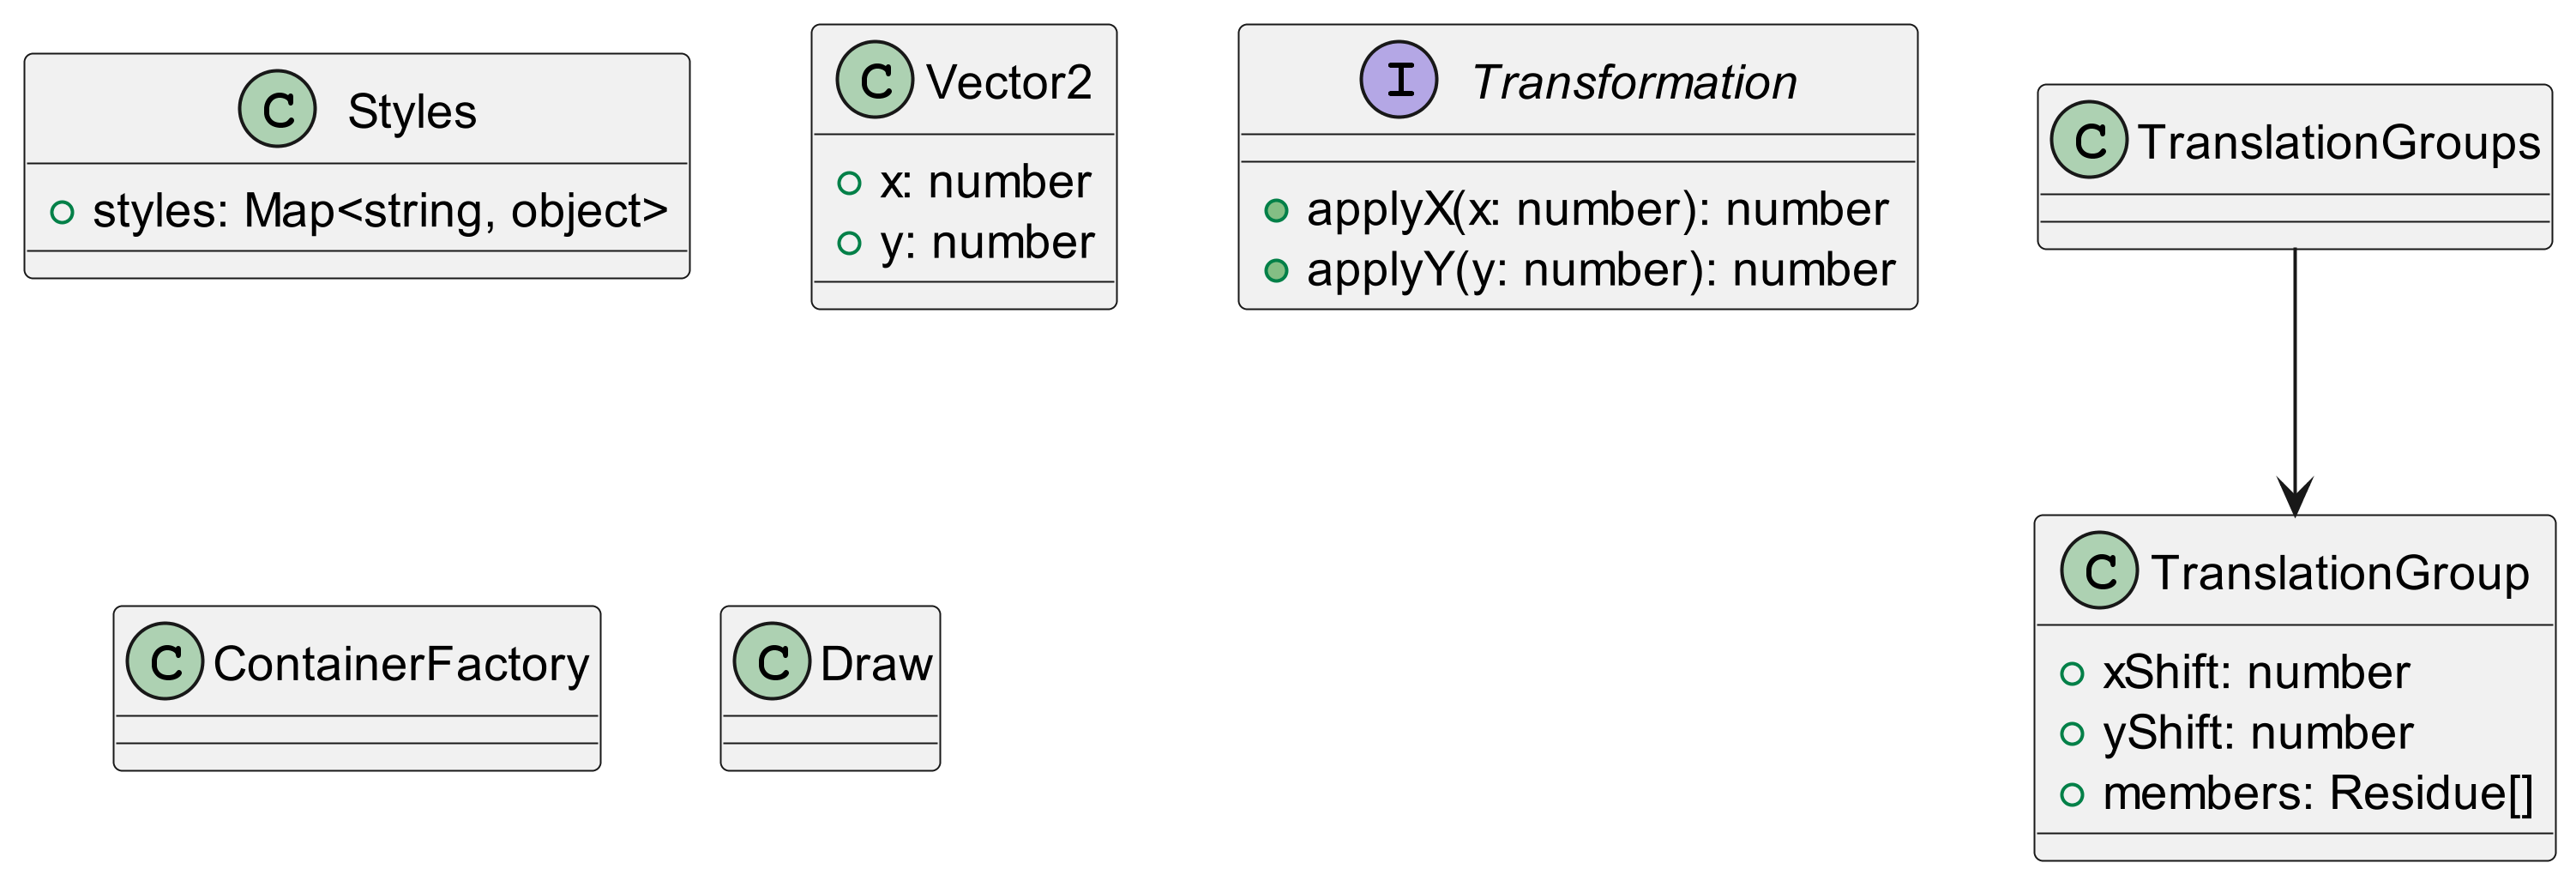 C Styles
styles: Map<string, object>
C Vector2
x: number
y: number
I Transformation
applyX(x: number): number
applyY(y: number): number
C TranslationGroups
C ContainerFactory
C Draw
C TranslationGroup
xShift: number
yShift: number
members: Residue[]